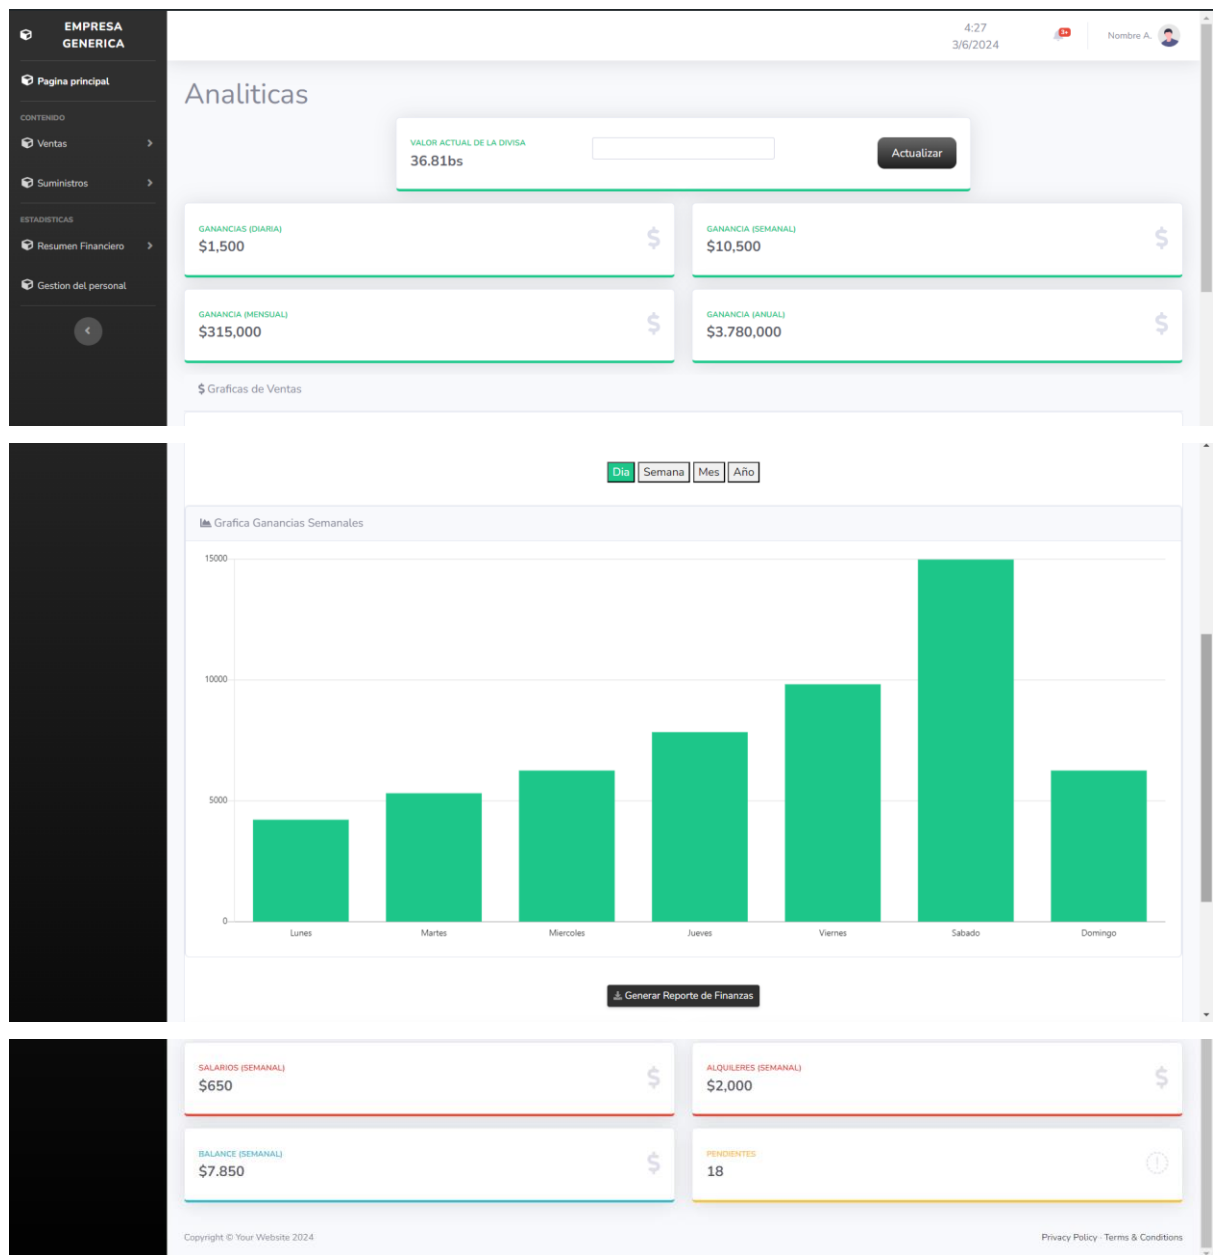 EMPRESA
GENERICA
4:27
3/6/2024
3+
Nombre A.
Pagina principal
CONTENIDO
Ventas
Suministros
ESTADISTICAS
Resumen Financiero
Gestion del personal
Analiticas
VALOR ACTUAL DE LA DIVISA
36.81bs
Actualizar
GANANCIAS (DIARIA)
$1,500
GANANCIA (SEMANAL)
$10,500
GANANCIA (MENSUAL)
$315,000
GANANCIA (ANUAL)
$3.780,000
$ Graficas de Ventas
Dia Semana Mes Año
Grafica Ganancias Semanales
15000
10000
5000
0
Lunes Martes Miercoles Jueves Viernes Sabado Domingo
Generar Reporte de Finanzas
SALARIOS (SEMANAL)
$650
ALQUILERES (SEMANAL)
$2,000
BALANCE (SEMANAL)
$7.850
PENDIENTES
18
Copyright © Your Website 2024
Privacy Policy · Terms & Conditions